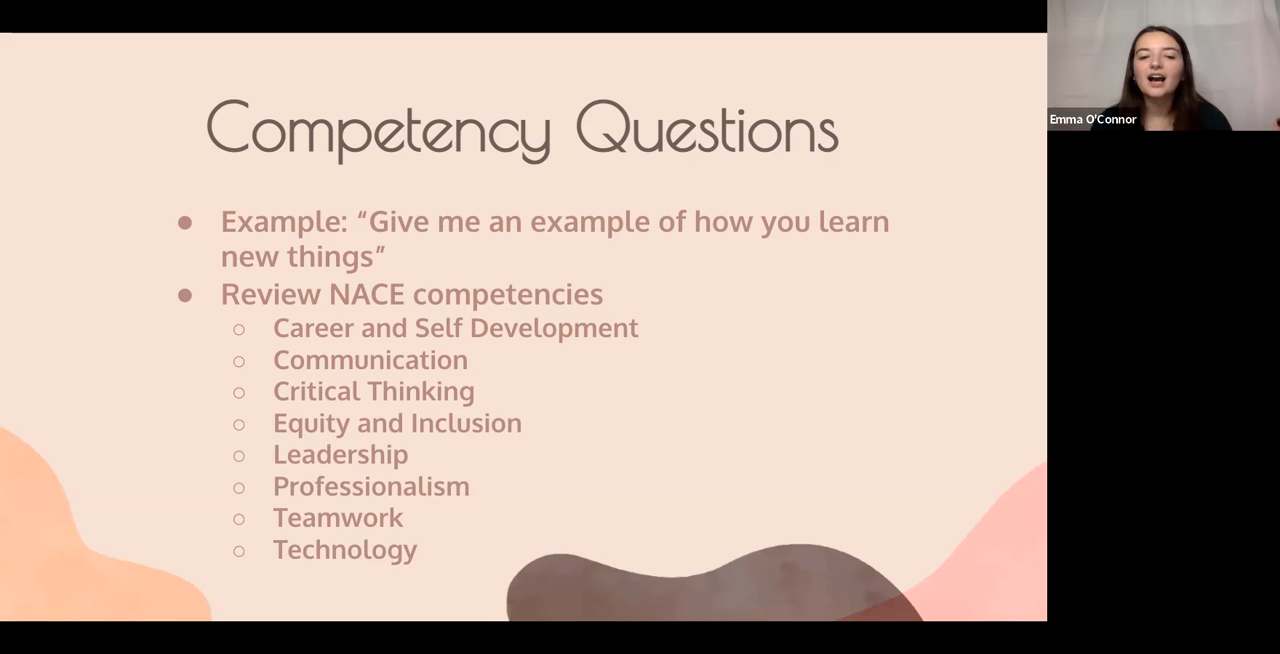 Competency Questions
● Example: “Give me an example of how you learn
new things”
● Review NACE competencies
○ Career and Self Development
○ Communication
○ Critical Thinking
○ Equity and Inclusion
○ Leadership
○ Professionalism
○ Teamwork
○ Technology
Emma O'Connor